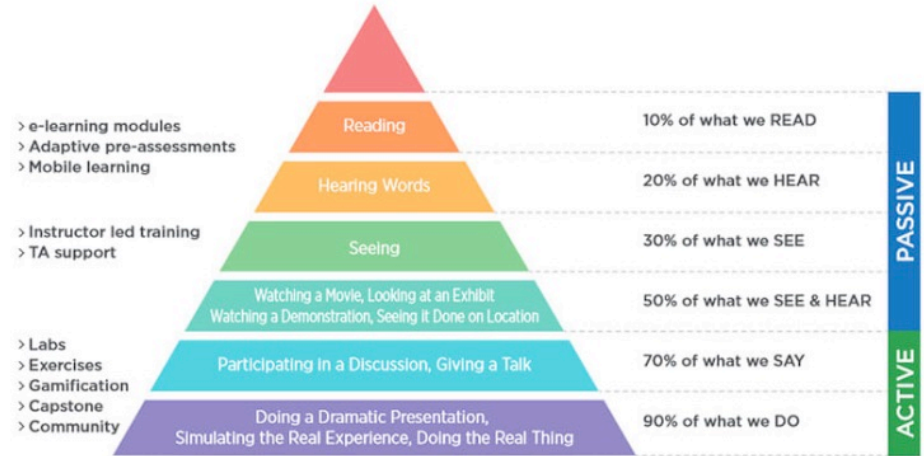 > e-learning modules
> Adaptive pre-assessments
> Mobile learning
> Instructor led training
> TA support
> Labs
> Exercises
> Gamification
> Capstone
> Community
Reading
Hearing Words
Seeing
Watching a Movie, Looking at an Exhibit
Watching a Demonstration, Seeing it Done on Location
Participating in a Discussion, Giving a Talk
Doing a Dramatic Presentation,
Simulating the Real Experience, Doing the Real Thing
10% of what we READ
20% of what we HEAR
30% of what we SEE
50% of what we SEE & HEAR
70% of what we SAY
90% of what we DO
PASSIVE
ACTIVE